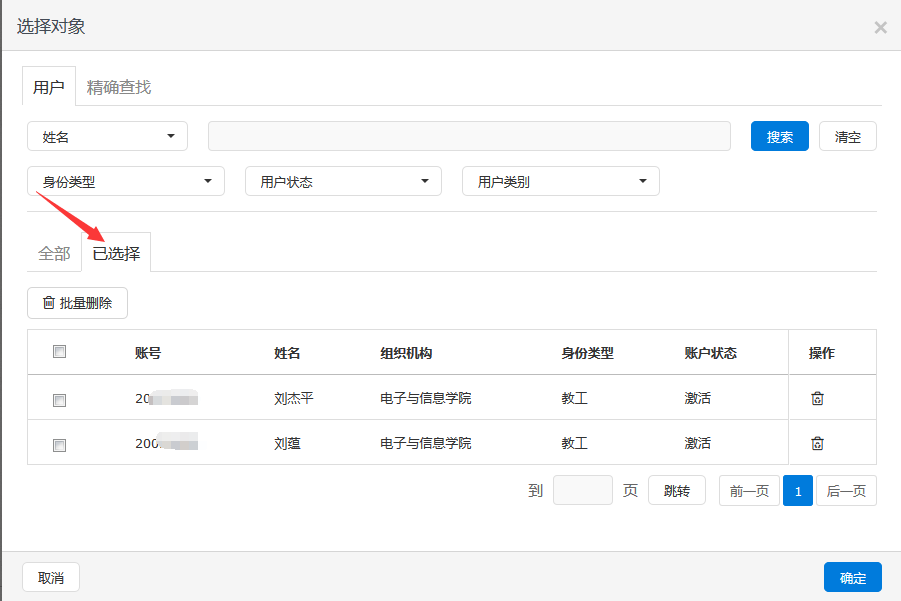 选择对象
用户 精确查找
姓名 搜索 清空
身份类型 用户状态 用户类别
全部 已选择
批量删除
账号 姓名 组织机构 身份类型 账户状态 操作
20 刘杰平 电子与信息学院 教工 激活
200 刘蕴 电子与信息学院 教工 激活
到 页 跳转 前一页 1 后一页
取消 确定